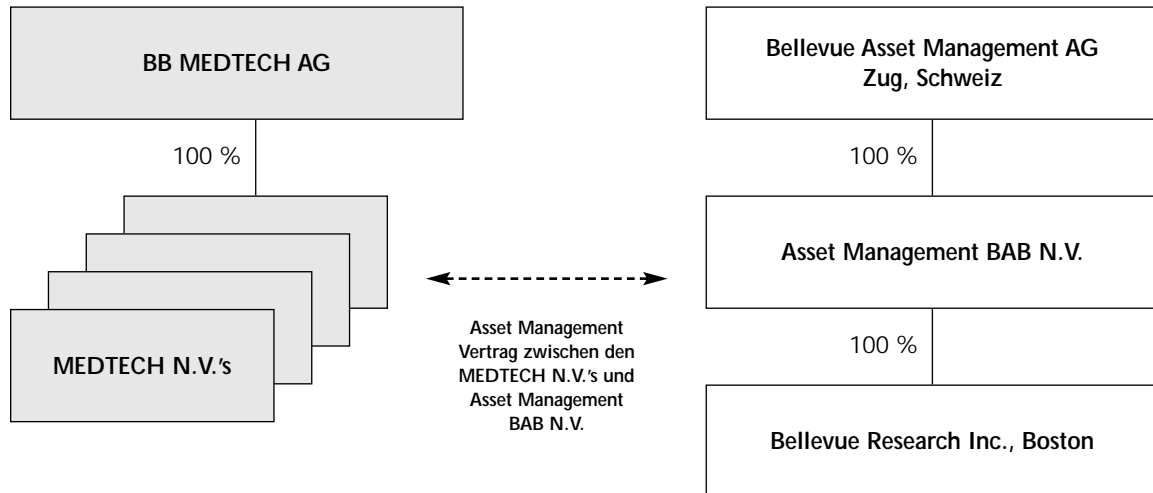 BB MEDTECH AG
100 %
MEDTECH N.V.'s
Asset Management
Vertrag zwischen den
MEDTECH N.V.'s und
Asset Management
BAB N.V.
Bellevue Asset Management AG
Zug, Schweiz
100 %
Asset Management BAB N.V.
100 %
Bellevue Research Inc., Boston